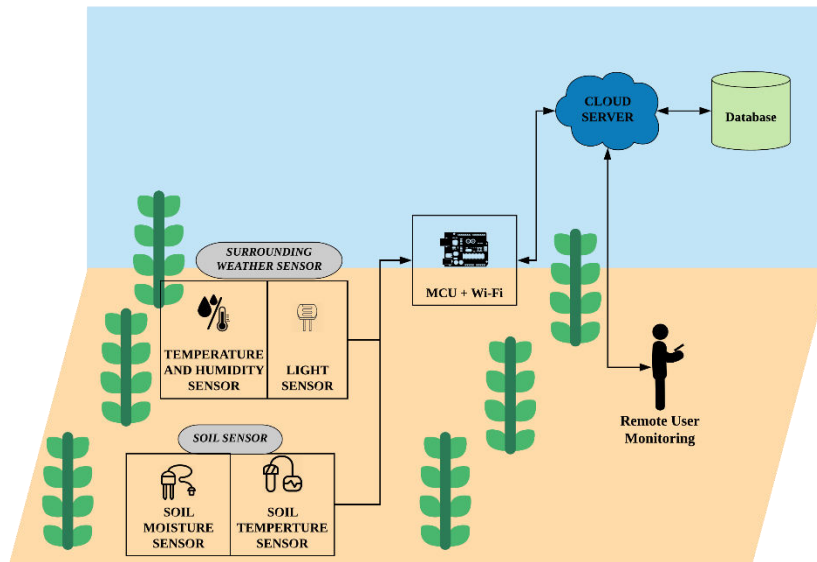 CLOUD
SERVER
Database
SURROUNDING
WEATHER SENSOR
MCU + Wi-Fi
TEMPERATURE
AND HUMIDITY
SENSOR
LIGHT
SENSOR
Remote User
Monitoring
SOIL SENSOR
SOIL
MOISTURE
SENSOR
SOIL
TEMPERTURE
SENSOR